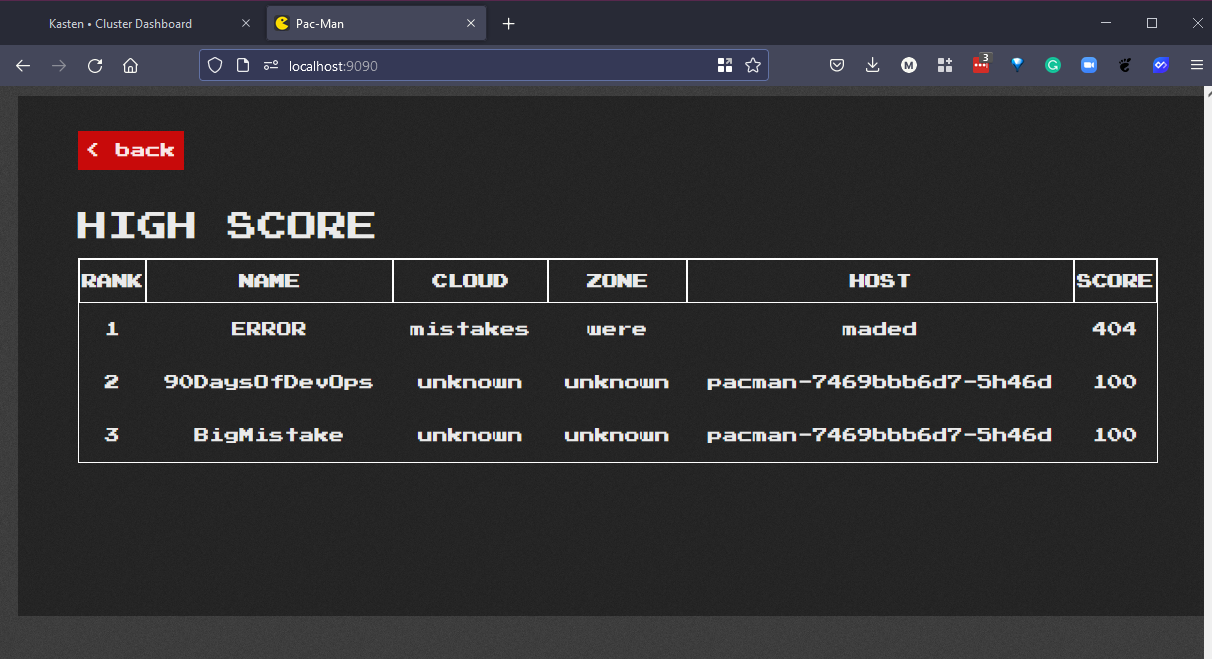 Kasten • Cluster Dashboard Pac-Man
localhost:9090 M 3 G
< back
HIGH SCORE
RANK NAME CLOUD ZONE HOST SCORE
1 ERROR mistakes were maded 404
2 90DaysOfDevOps unknown unknown pacman-7469bbb6d7-5h46d 100
3 BigMistake unknown unknown pacman-7469bbb6d7-5h46d 100